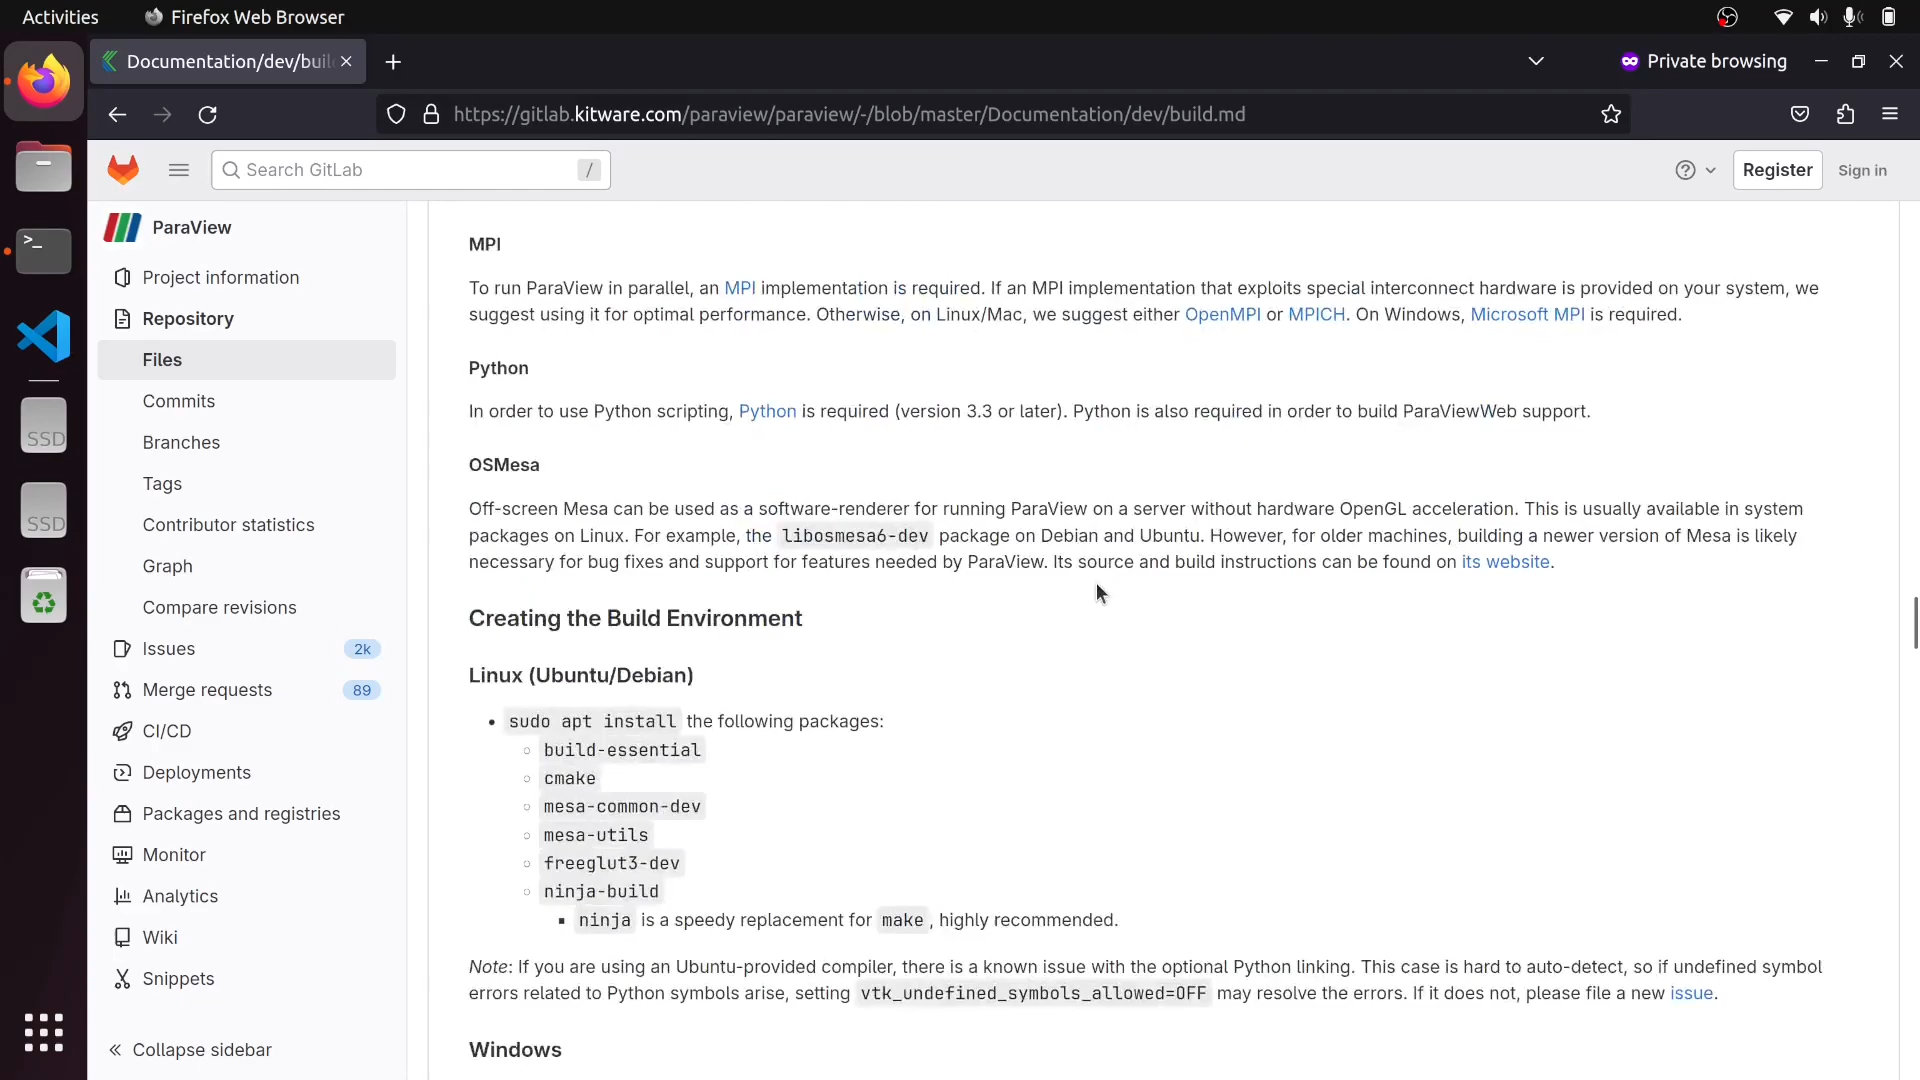 Activities
Firefox Web Browser
Documentation/dev/buil
Private browsing
https://gitlab.kitware.com/paraview/paraview/-/blob/master/Documentation/dev/build.md
Search GitLab
/
Register
Sign in
ParaView
Project information
Repository
Files
Commits
Branches
Tags
Contributor statistics
Graph
Compare revisions
Issues
2k
Merge requests
89
CI/CD
Deployments
Packages and registries
Monitor
Analytics
Wiki
Snippets
Collapse sidebar
SSD
SSD
MPI
To run ParaView in parallel, an MPI implementation is required. If an MPI implementation that exploits special interconnect hardware is provided on your system, we
suggest using it for optimal performance. Otherwise, on Linux/Mac, we suggest either OpenMPI or MPICH. On Windows, Microsoft MPI is required.
Python
In order to use Python scripting, Python is required (version 3.3 or later). Python is also required in order to build ParaViewWeb support.
OSMesa
Off-screen Mesa can be used as a software-renderer for running ParaView on a server without hardware OpenGL acceleration. This is usually available in system
packages on Linux. For example, the libosmesa6-dev package on Debian and Ubuntu. However, for older machines, building a newer version of Mesa is likely
necessary for bug fixes and support for features needed by ParaView. Its source and build instructions can be found on its website.
Creating the Build Environment
Linux (Ubuntu/Debian)
• sudo apt install the following packages:
◦ build-essential
◦ cmake
◦ mesa-common-dev
◦ mesa-utils
◦ freeglut3-dev
◦ ninja-build
▪ ninja is a speedy replacement for make, highly recommended.
Note: If you are using an Ubuntu-provided compiler, there is a known issue with the optional Python linking. This case is hard to auto-detect, so if undefined symbol
errors related to Python symbols arise, setting vtk_undefined_symbols_allowed=OFF may resolve the errors. If it does not, please file a new issue.
Windows